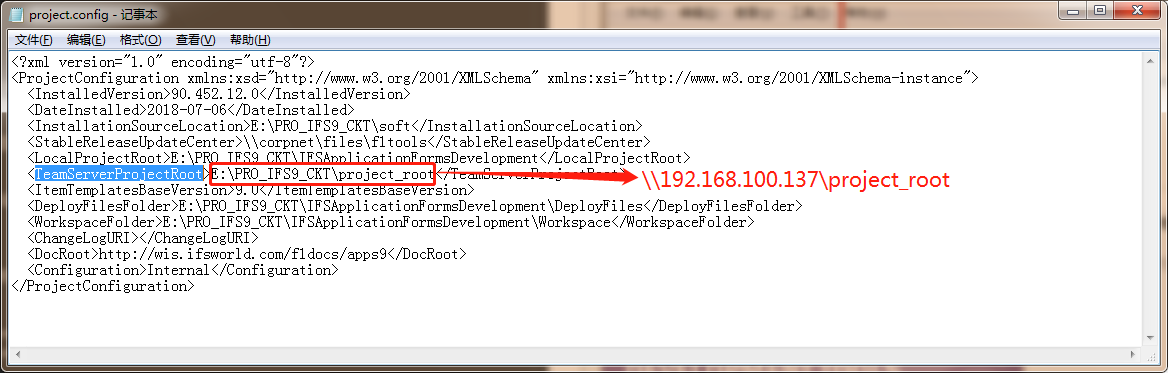 project.config - 记事本
文件(F) 编辑(E) 格式(O) 查看(V) 帮助(H)
<?xml version="1.0" encoding="utf-8"?>
<ProjectConfiguration xmlns:xsd="http://www.w3.org/2001/XMLSchema" xmlns:xsi="http://www.w3.org/2001/XMLSchema-instance">
<InstalledVersion>90.452.12.0</InstalledVersion>
<DateInstalled>2018-07-06</DateInstalled>
<InstallationSourceLocation>E:\PRO_IFS9_CKT\soft</InstallationSourceLocation>
<StableReleaseUpdateCenter>\\corpnet\files\f1tools</StableReleaseUpdateCenter>
<LocalProjectRoot>E:\PRO_IFS9_CKT\IFSApplicationFormsDevelopment</LocalProjectRoot>
<TeamServerProjectRoot>E:\PRO_IFS9_CKT\project_root</TeamServerProjectRoot>
\\192.168.100.137\project_root
<ItemTemplatesBaseVersion>9.0</ItemTemplatesBaseVersion>
<DeployFilesFolder>E:\PRO_IFS9_CKT\IFSApplicationFormsDevelopment\DeployFiles</DeployFilesFolder>
<WorkspaceFolder>E:\PRO_IFS9_CKT\IFSApplicationFormsDevelopment\Workspace</WorkspaceFolder>
<ChangeLogURI></ChangeLogURI>
<DocRoot>http://wis.ifsworld.com/f1docs/apps9</DocRoot>
<Configuration>Internal</Configuration>
</ProjectConfiguration>